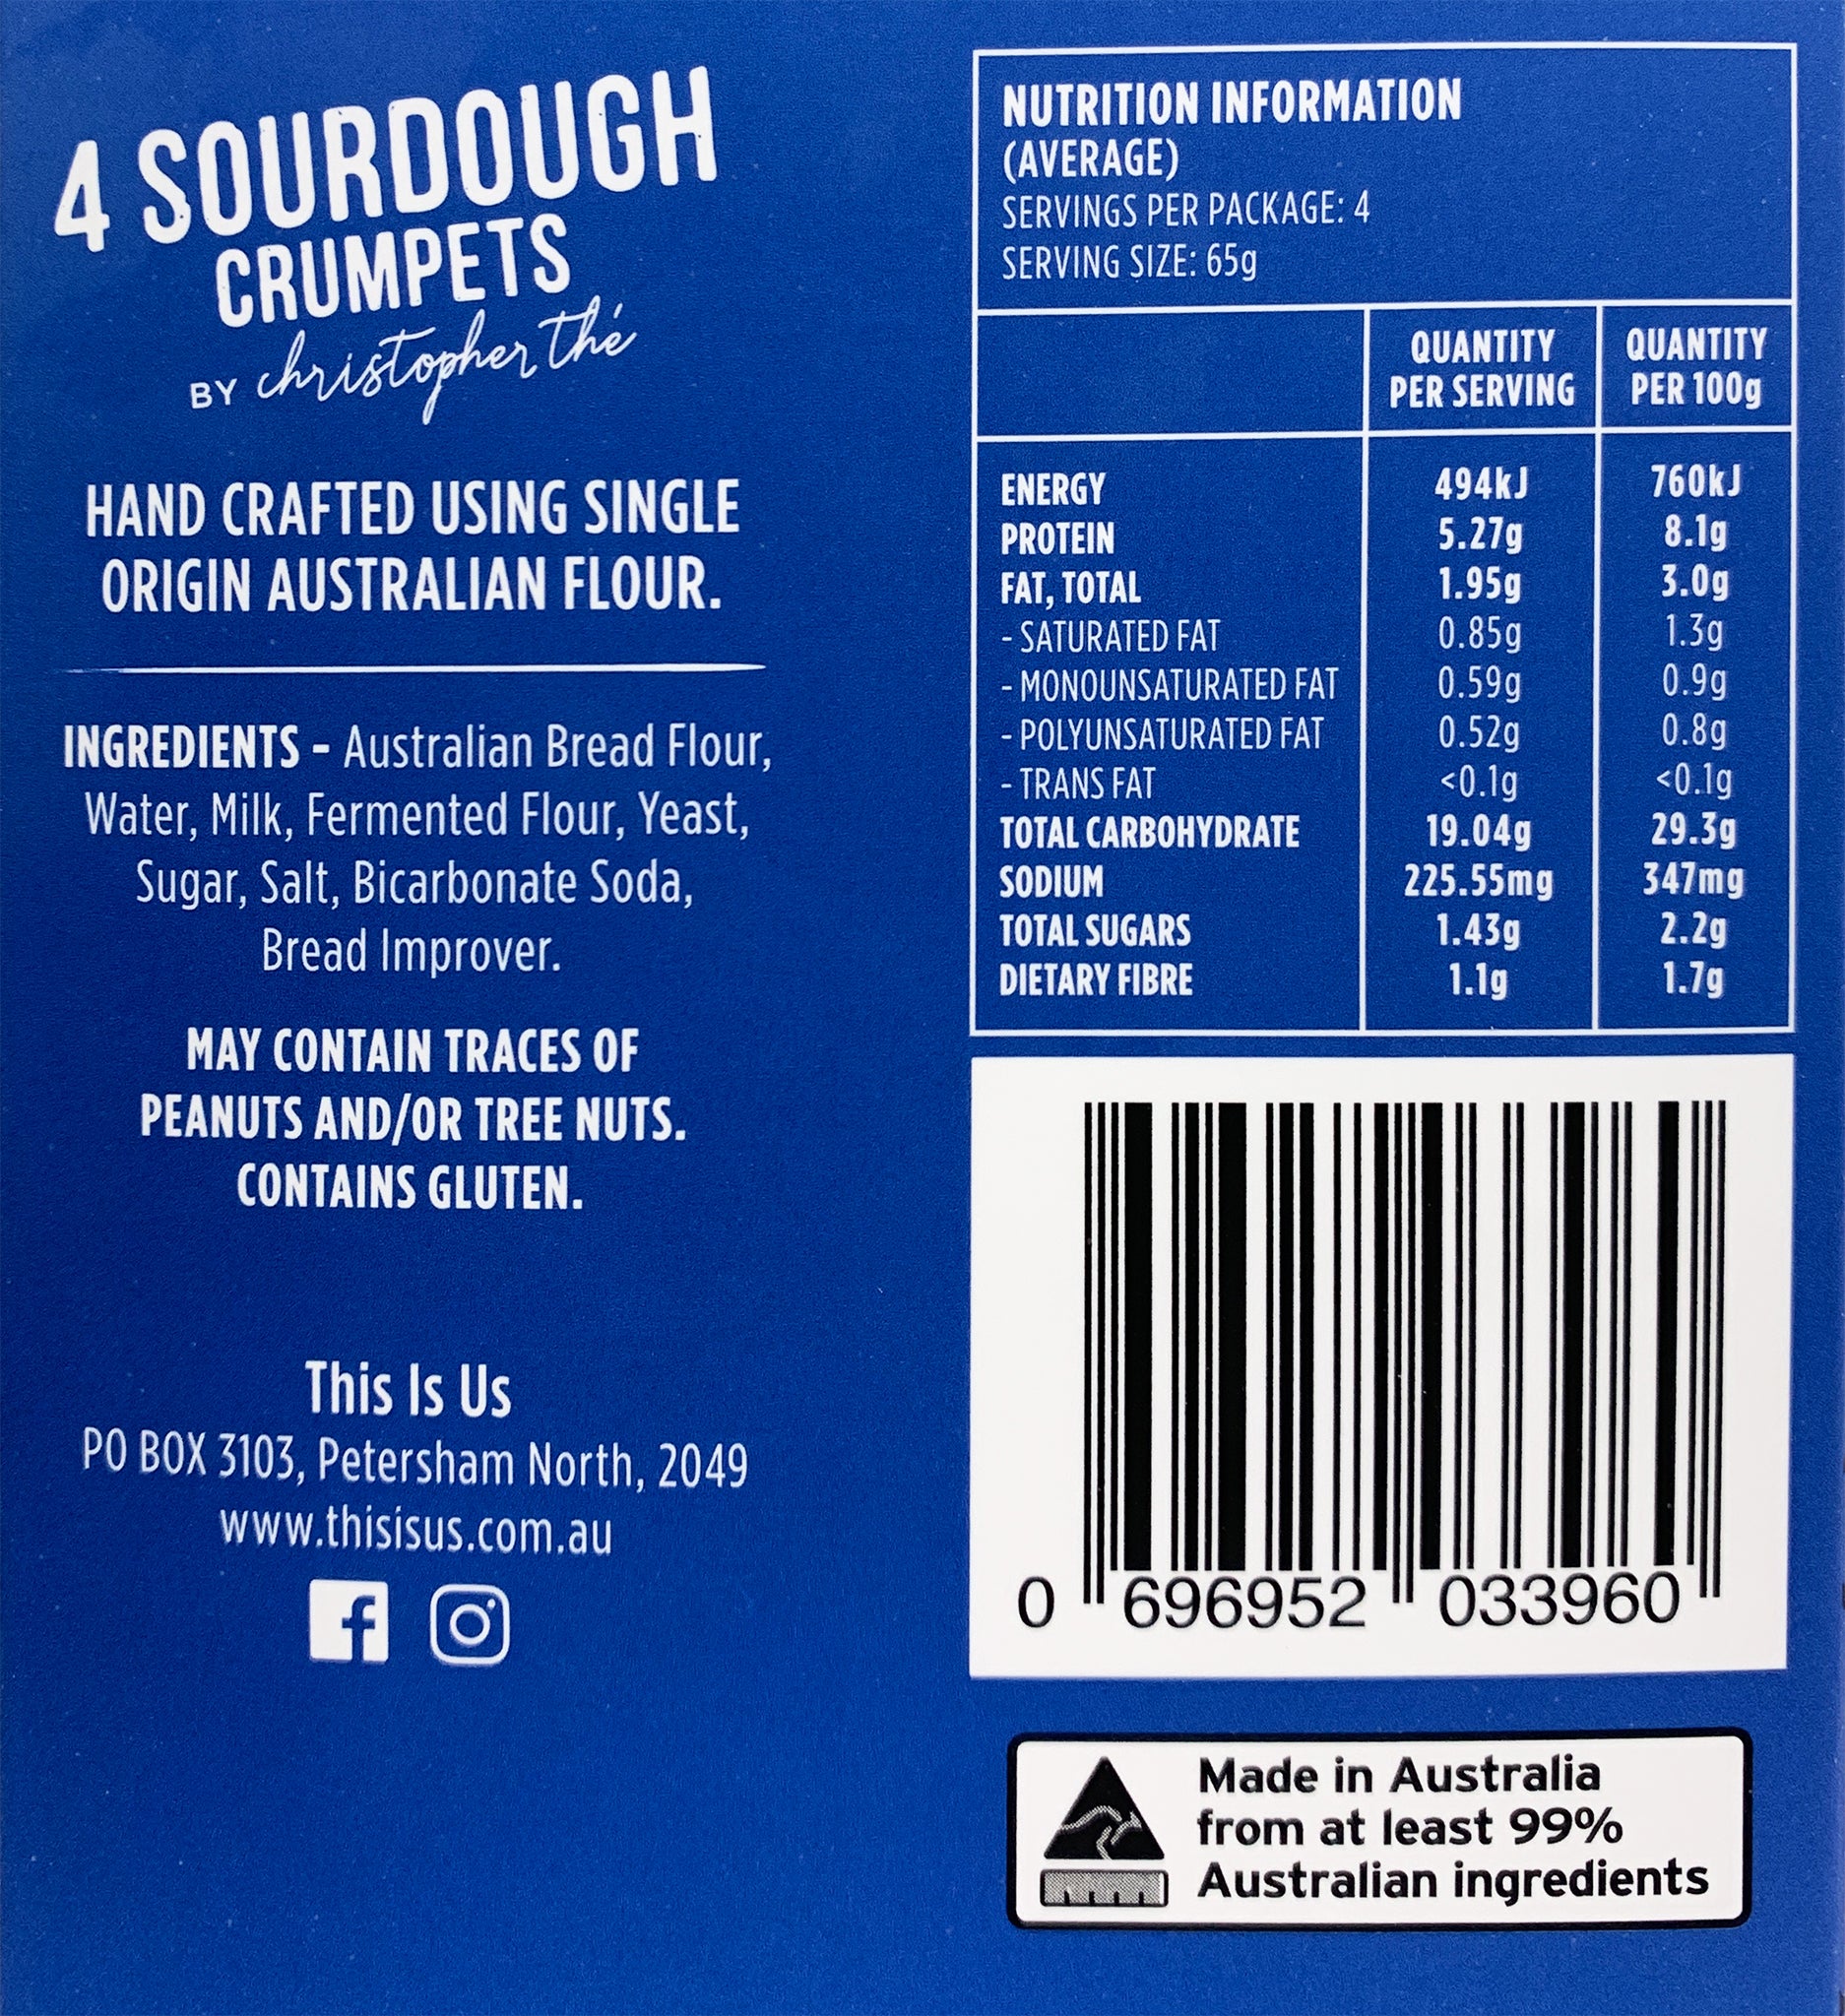 4 SOURDOUGH
CRUMPETS
BY christopher thé
HAND CRAFTED USING SINGLE
ORIGIN AUSTRALIAN FLOUR.
INGREDIENTS – Australian Bread Flour,
Water, Milk, Fermented Flour, Yeast,
Sugar, Salt, Bicarbonate Soda,
Bread Improver.
MAY CONTAIN TRACES OF
PEANUTS AND/OR TREE NUTS.
CONTAINS GLUTEN.
This Is Us
PO BOX 3103, Petersham North, 2049
www.thisisus.com.au
NUTRITION INFORMATION
(AVERAGE)
SERVINGS PER PACKAGE: 4
SERVING SIZE: 65g
QUANTITY PER SERVING QUANTITY PER 100g
ENERGY 494kJ 760kJ
PROTEIN 5.27g 8.1g
FAT, TOTAL 1.95g 3.0g
- SATURATED FAT 0.85g 1.3g
- MONOUNSATURATED FAT 0.59g 0.9g
- POLYUNSATURATED FAT 0.52g 0.8g
- TRANS FAT <0.1g <0.1g
TOTAL CARBOHYDRATE 19.04g 29.3g
SODIUM 225.55mg 347mg
TOTAL SUGARS 1.43g 2.2g
DIETARY FIBRE 1.1g 1.7g
0 696952 033960
Made in Australia
from at least 99%
Australian ingredients